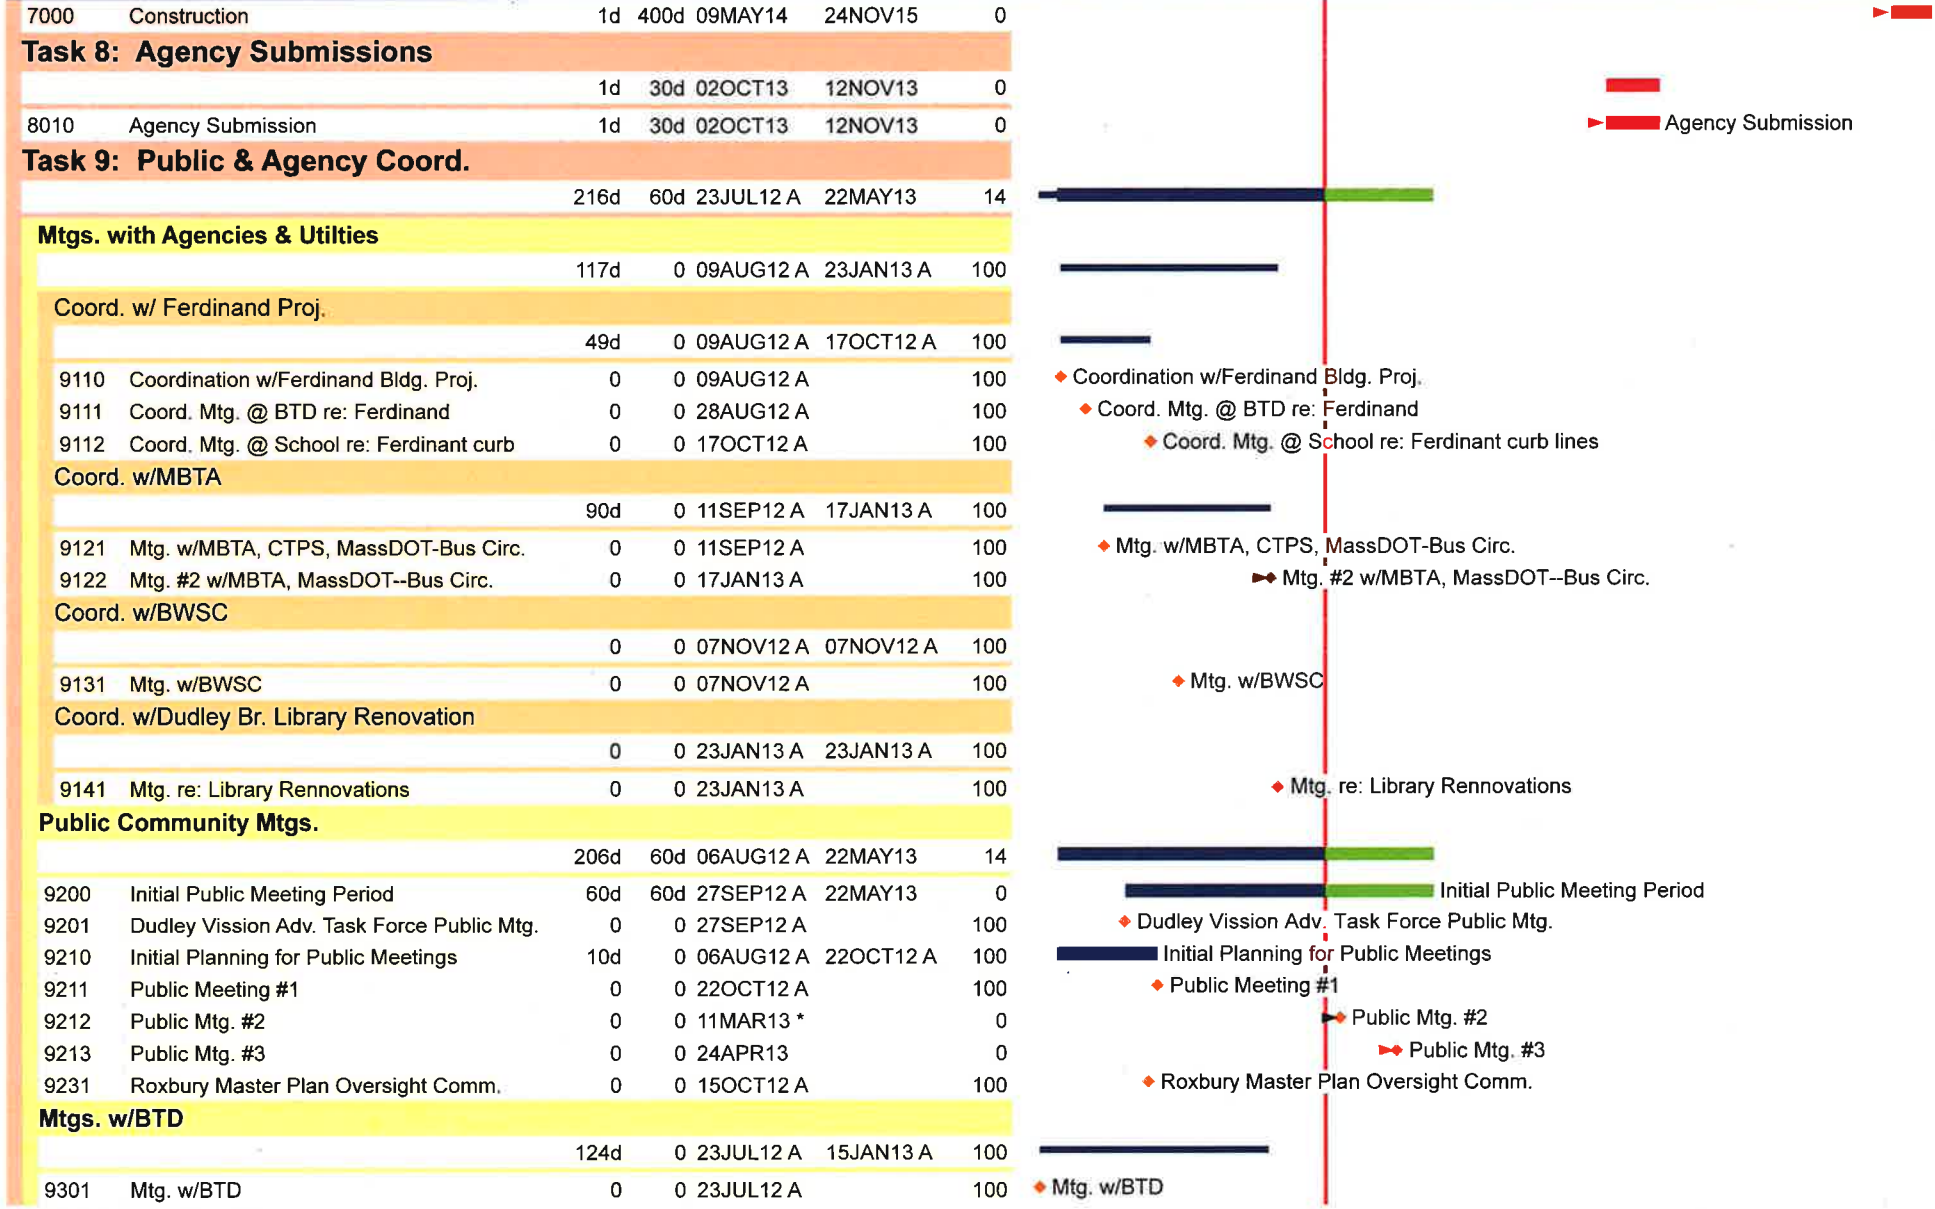 7000 Construction 1d 400d 09MAY14 24NOV15 0
Task 8: Agency Submissions
1d 30d 02OCT13 12NOV13 0
8010 Agency Submission 1d 30d 02OCT13 12NOV13 0 Agency Submission
Task 9: Public & Agency Coord.
216d 60d 23JUL12 A 22MAY13 14
Mtgs. with Agencies & Utilties
117d 0 09AUG12 A 23JAN13 A 100
Coord. w/ Ferdinand Proj.
49d 0 09AUG12 A 17OCT12 A 100
9110 Coordination w/Ferdinand Bldg. Proj. 0 0 09AUG12 A 100 Coordination w/Ferdinand Bldg. Proj.
9111 Coord. Mtg. @ BTD re: Ferdinand 0 0 28AUG12 A 100 Coord. Mtg. @ BTD re: Ferdinand
9112 Coord. Mtg. @ School re: Ferdinant curb 0 0 17OCT12 A 100 Coord. Mtg. @ School re: Ferdinant curb lines
Coord. w/MBTA
90d 0 11SEP12 A 17JAN13 A 100
9121 Mtg. w/MBTA, CTPS, MassDOT-Bus Circ. 0 0 11SEP12 A 100 Mtg. w/MBTA, CTPS, MassDOT-Bus Circ.
9122 Mtg. #2 w/MBTA, MassDOT--Bus Circ. 0 0 17JAN13 A 100 Mtg. #2 w/MBTA, MassDOT--Bus Circ.
Coord. w/BWSC
0 0 07NOV12 A 07NOV12 A 100
9131 Mtg. w/BWSC 0 0 07NOV12 A 100 Mtg. w/BWSC
Coord. w/Dudley Br. Library Renovation
0 0 23JAN13 A 23JAN13 A 100
9141 Mtg. re: Library Rennovations 0 0 23JAN13 A 100 Mtg. re: Library Rennovations
Public Community Mtgs.
206d 60d 06AUG12 A 22MAY13 14
9200 Initial Public Meeting Period 60d 60d 27SEP12 A 22MAY13 0 Initial Public Meeting Period
9201 Dudley Vission Adv. Task Force Public Mtg. 0 0 27SEP12 A 100 Dudley Vission Adv. Task Force Public Mtg.
9210 Initial Planning for Public Meetings 10d 0 06AUG12 A 22OCT12 A 100 Initial Planning for Public Meetings
9211 Public Meeting #1 0 0 22OCT12 A 100 Public Meeting #1
9212 Public Mtg. #2 0 0 11MAR13 * 0 Public Mtg. #2
9213 Public Mtg. #3 0 0 24APR13 0 Public Mtg. #3
9231 Roxbury Master Plan Oversight Comm. 0 0 15OCT12 A 100 Roxbury Master Plan Oversight Comm.
Mtgs. w/BTD
124d 0 23JUL12 A 15JAN13 A 100
9301 Mtg. w/BTD 0 0 23JUL12 A 100 Mtg. w/BTD